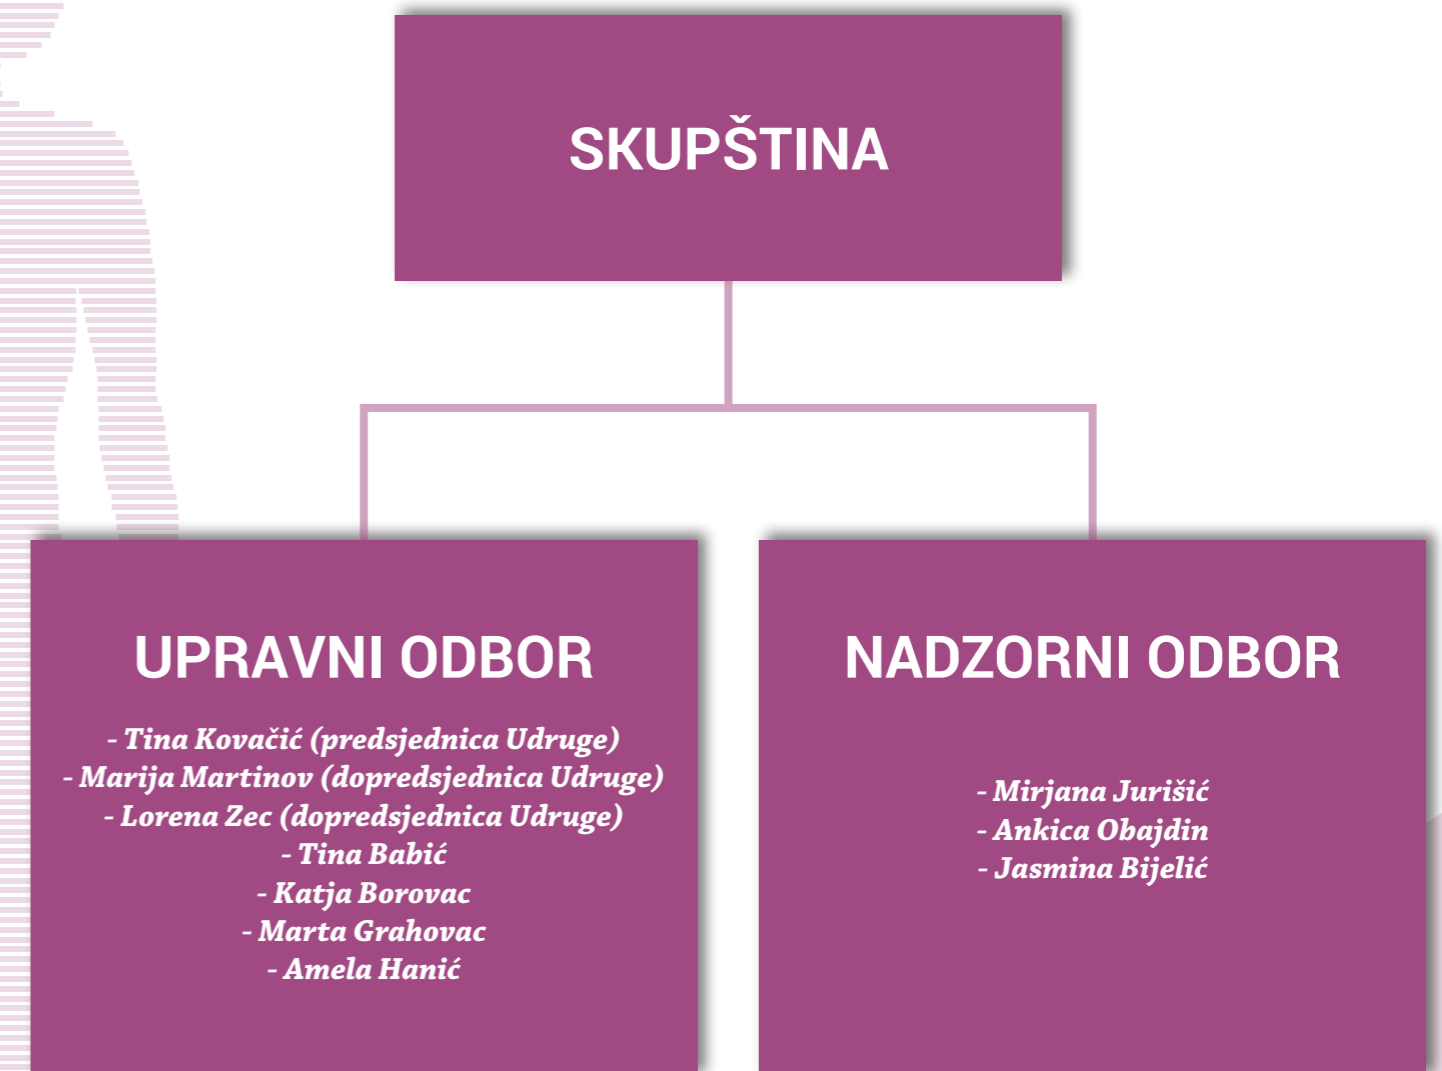 SKUPŠTINA
UPRAVNI ODBOR
- Tina Kovačić (predsjednica Udruge)
- Marija Martinov (dopredsjednica Udruge)
- Lorena Zec (dopredsjednica Udruge)
- Tina Babić
- Katja Borovac
- Marta Grahovac
- Amela Hanić
NADZORNI ODBOR
- Mirjana Jurišić
- Ankica Obajdin
- Jasmina Bijelić